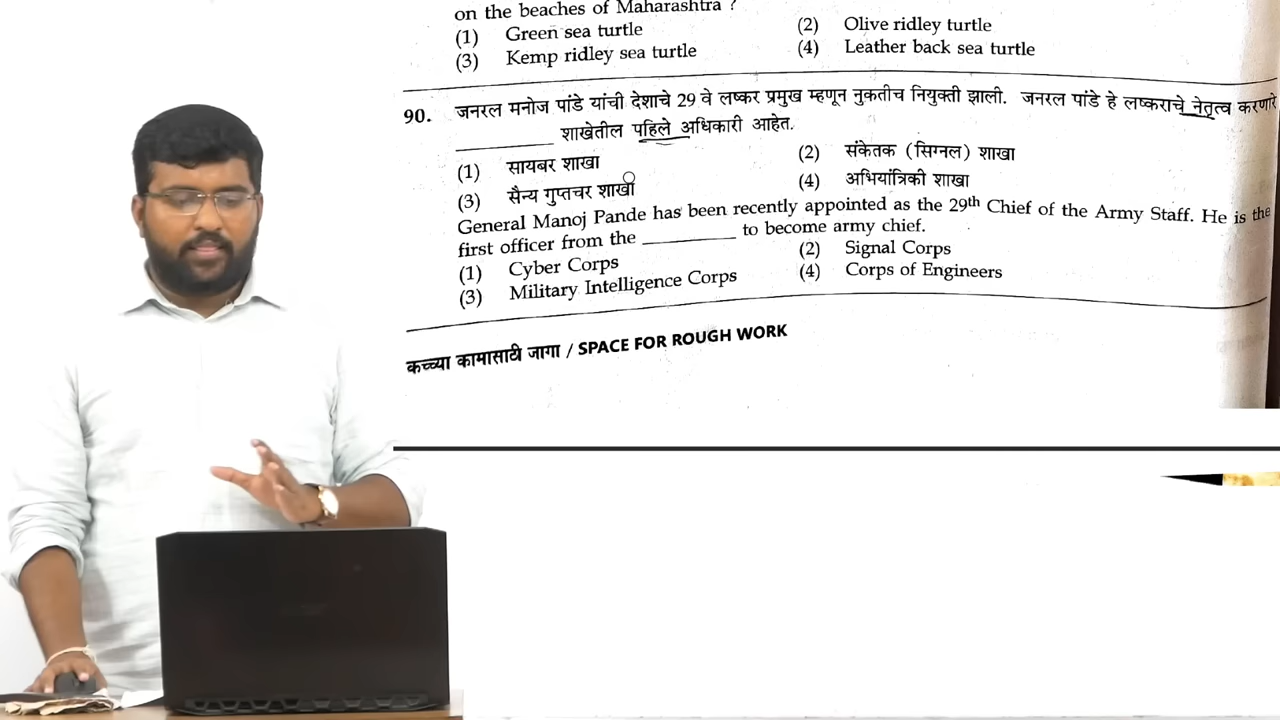 on the beaches of Maharashtra ?
(1) Green sea turtle (2) Olive ridley turtle
(3) Kemp ridley sea turtle (4) Leather back sea turtle
90. जनरल मनोज पांडे यांची देशाचे 29 वे लष्कर प्रमुख म्हणून नुकतीच नियुक्ती झाली. जनरल पांडे हे लष्कराचे नेतृत्व करणारे
__________ शाखेतील पहिले अधिकारी आहेत.
(1) सायबर शाखा (2) संकेतक (सिग्नल) शाखा
(3) सैन्य गुप्तचर शाखा (4) अभियांत्रिकी शाखा
General Manoj Pande has been recently appointed as the 29th Chief of the Army Staff. He is the
first officer from the __________ to become army chief.
(1) Cyber Corps (2) Signal Corps
(3) Military Intelligence Corps (4) Corps of Engineers
कच्च्या कामासाठी जागा / SPACE FOR ROUGH WORK